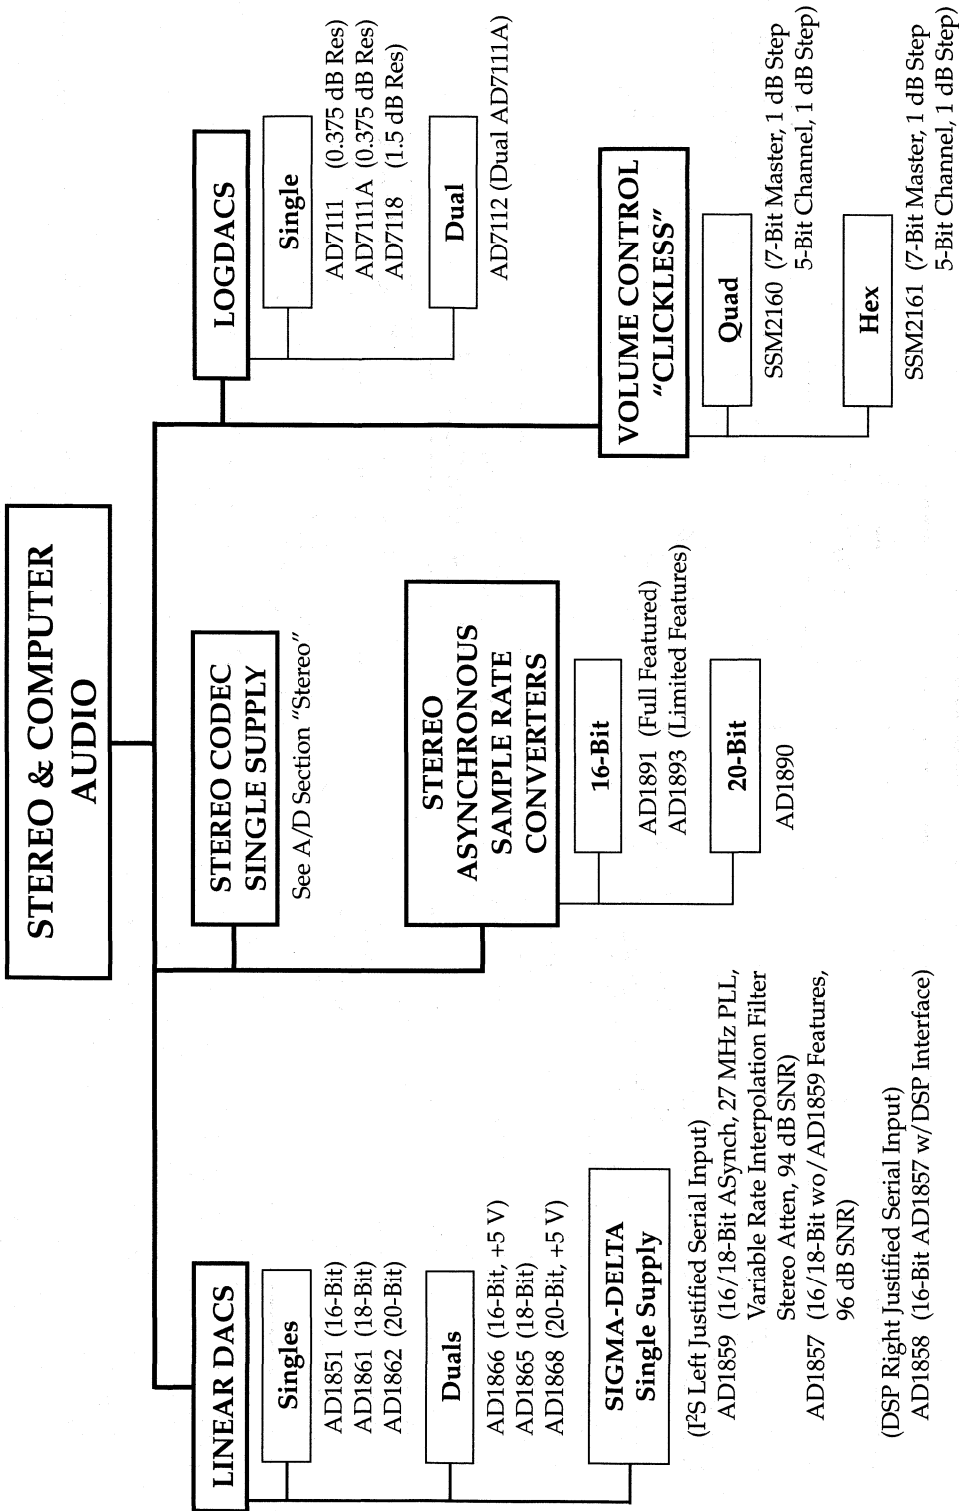 STEREO & COMPUTER
AUDIO
LINEAR DACS
Singles
AD1851 (16-Bit)
AD1861 (18-Bit)
AD1862 (20-Bit)
Duals
AD1866 (16-Bit, +5 V)
AD1865 (18-Bit)
AD1868 (20-Bit, +5 V)
SIGMA-DELTA
Single Supply
(I²S Left Justified Serial Input)
AD1859 (16/18-Bit ASynch, 27 MHz PLL,
Variable Rate Interpolation Filter
Stereo Atten, 94 dB SNR)
AD1857 (16/18-Bit wo/AD1859 Features,
96 dB SNR)
(DSP Right Justified Serial Input)
AD1858 (16-Bit AD1857 w/DSP Interface)
STEREO CODEC
SINGLE SUPPLY
See A/D Section "Stereo"
STEREO
ASYNCHRONOUS
SAMPLE RATE
CONVERTERS
16-Bit
AD1891 (Full Featured)
AD1893 (Limited Features)
20-Bit
AD1890
LOGDACS
Single
AD7111 (0.375 dB Res)
AD7111A (0.375 dB Res)
AD7118 (1.5 dB Res)
Dual
AD7112 (Dual AD7111A)
VOLUME CONTROL
"CLICKLESS"
Quad
SSM2160 (7-Bit Master, 1 dB Step
5-Bit Channel, 1 dB Step)
Hex
SSM2161 (7-Bit Master, 1 dB Step
5-Bit Channel, 1 dB Step)